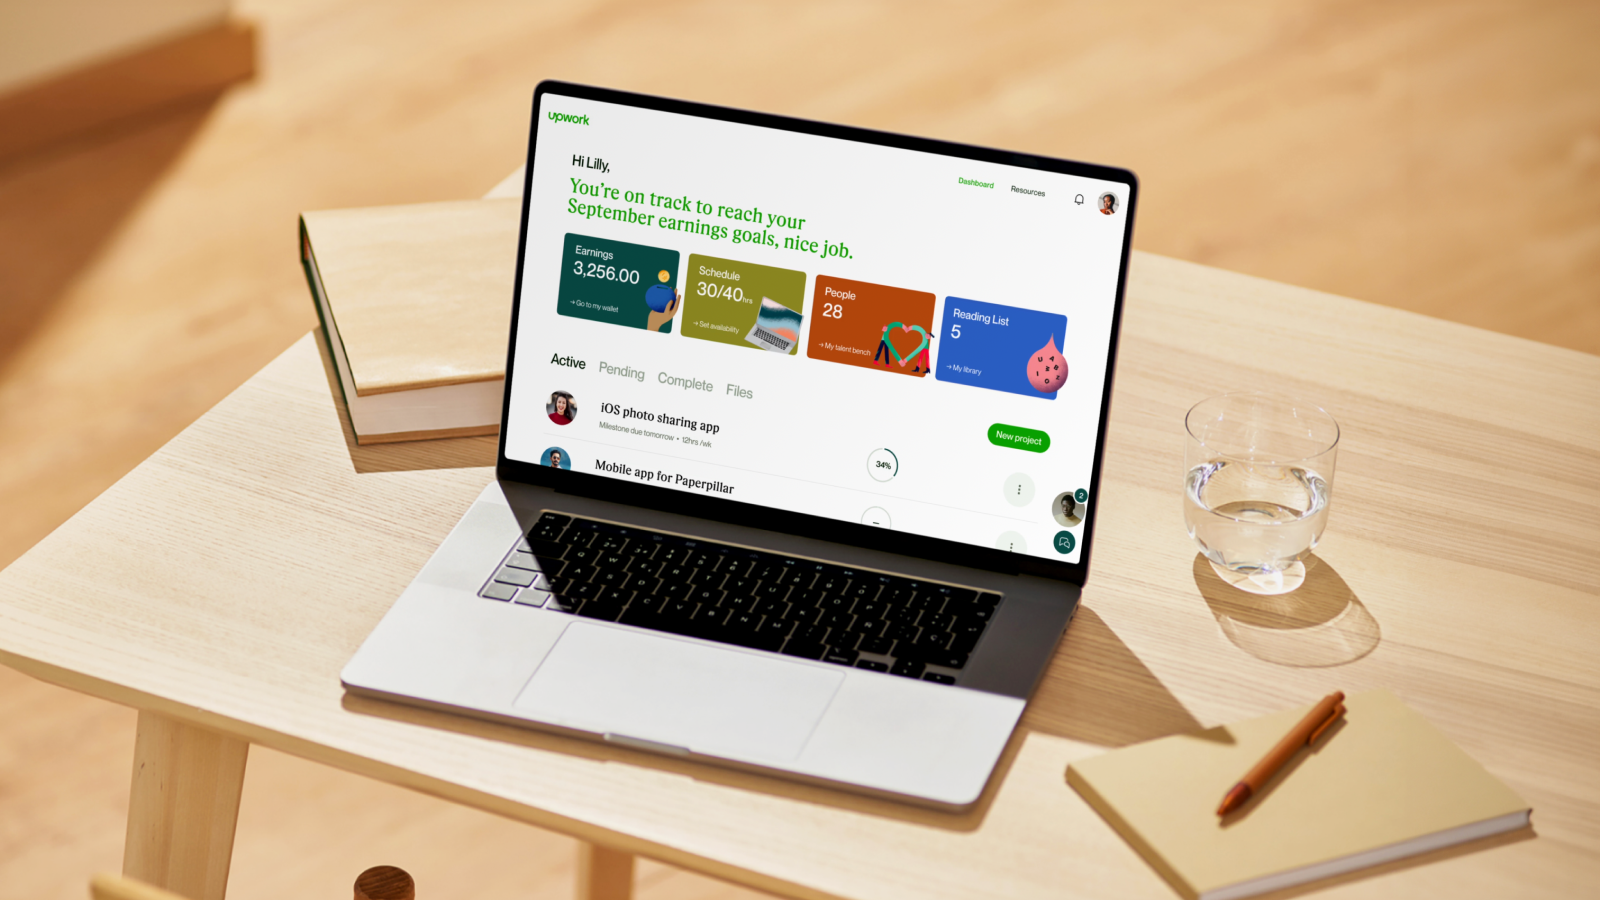 upwork
Dashboard
Resources
Hi Lilly,
You're on track to reach your
September earnings goals, nice job.
Earnings
3,256.00
→ Go to my wallet
Schedule
30/40hrs
→ Set availability
People
28
→ My talent bench
Reading List
5
→ My library
Active
Pending
Complete
Files
New project
iOS photo sharing app
Milestone due tomorrow • 12hrs /wk
34%
2
Mobile app for Paperpillar